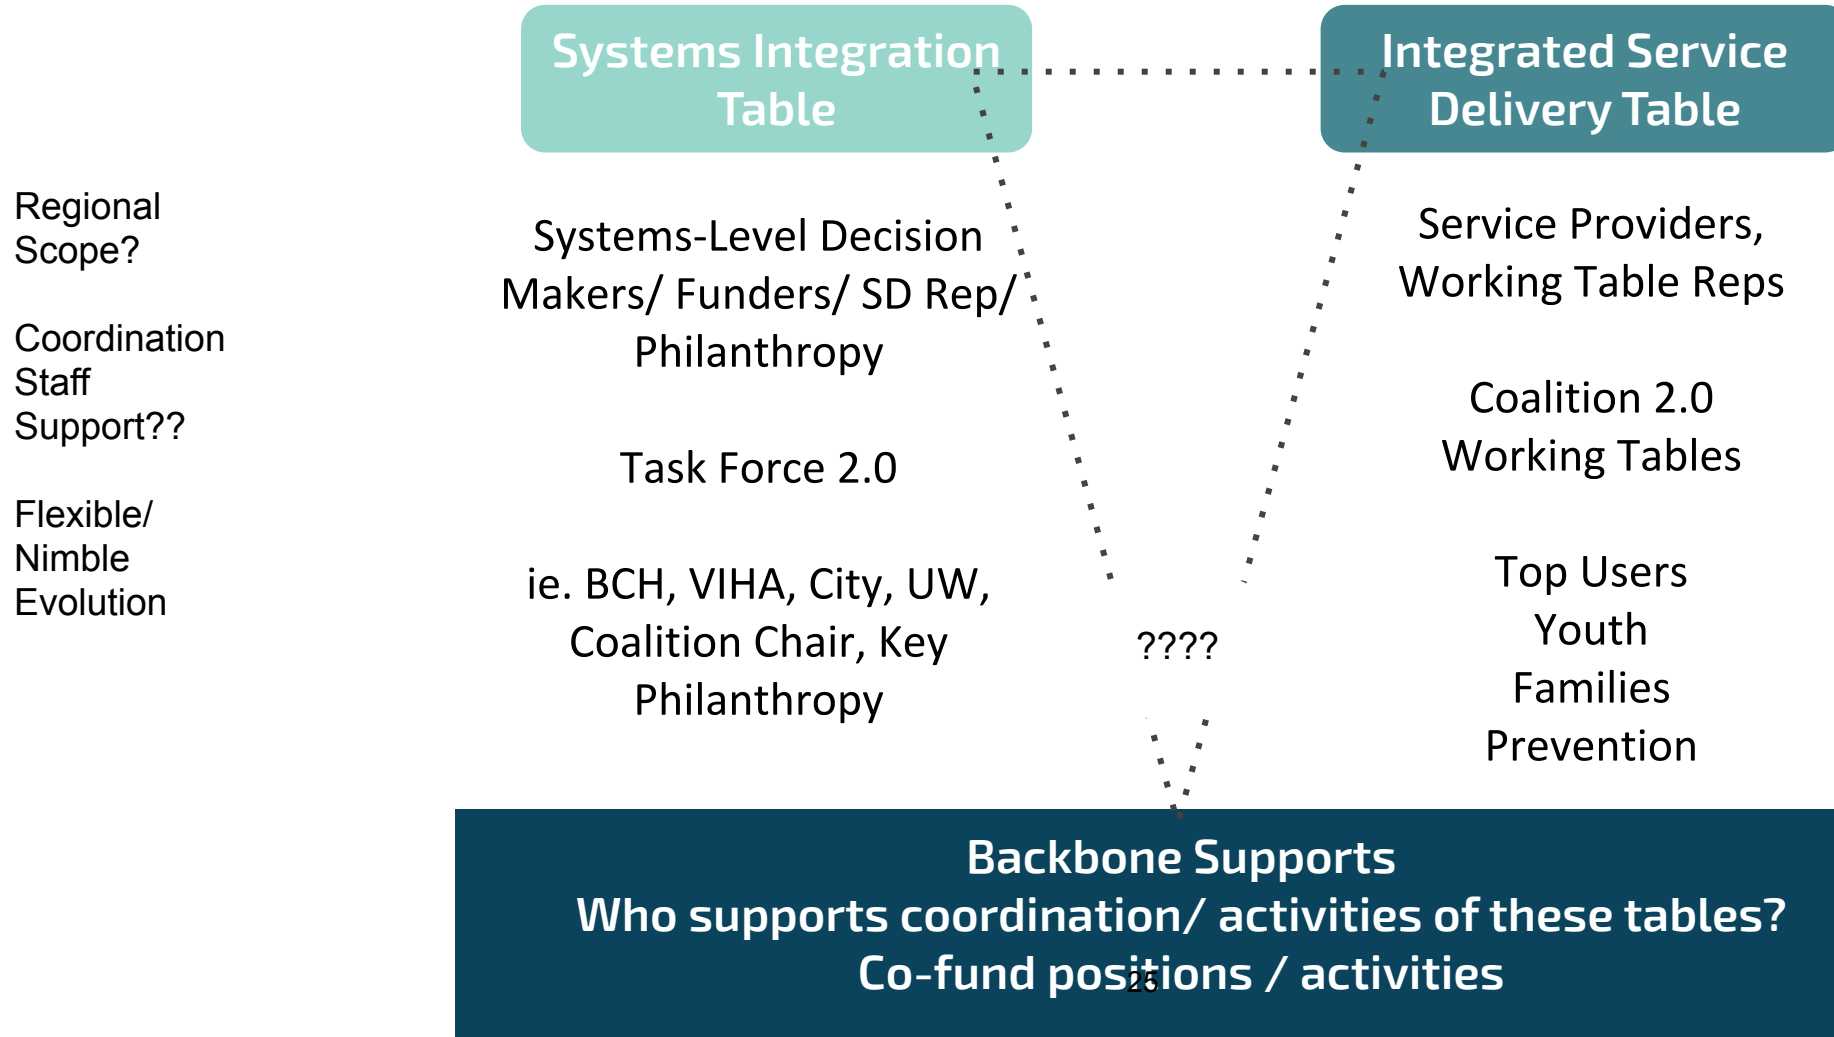 Systems Integration
Table
Integrated Service
Delivery Table
Regional
Scope?
Coordination
Staff
Support??
Flexible/
Nimble
Evolution
Systems-Level Decision
Makers/ Funders/ SD Rep/
Philanthropy
Task Force 2.0
ie. BCH, VIHA, City, UW,
Coalition Chair, Key
Philanthropy
????
Service Providers,
Working Table Reps
Coalition 2.0
Working Tables
Top Users
Youth
Families
Prevention
Backbone Supports
Who supports coordination/ activities of these tables?
Co-fund positions / activities
25